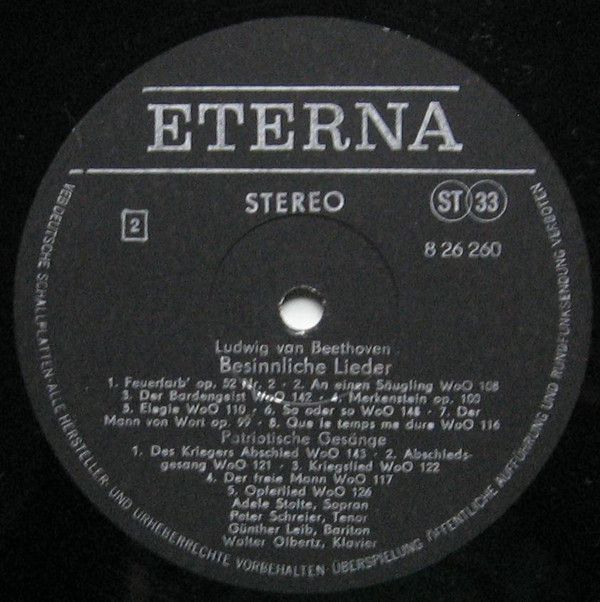 ETERNA
STEREO
ST 33
2
8 26 260
Ludwig van Beethoven
Besinnliche Lieder
1. Feuerfarb' op. 52 Nr. 2 · 2. An einen Säugling WoO 108
3. Der Bardengeist WoO 142 · 4. Merkenstein op. 100
5. Elegie WoO 110 · 6. So oder so WoO 148 · 7. Der
Mann von Wort op. 99 · 8. Que le temps me dure WoO 116
Patriotische Gesänge
1. Des Kriegers Abschied WoO 143 · 2. Abschieds-
gesang WoO 121 · 3. Kriegslied WoO 122
4. Der freie Mann WoO 117
5. Opferlied WoO 126
Adele Stolte, Sopran
Peter Schreier, Tenor
Günther Leib, Bariton
Walter Olbertz, Klavier
VEB DEUTSCHE SCHALLPLATTEN · ALLE HERSTELLER- UND URHEBERRECHTE VORBEHALTEN · ÜBERSPIELUNG ÖFFENTLICHE AUFFÜHRUNG UND RUNDFUNKSENDUNG VERBOTEN